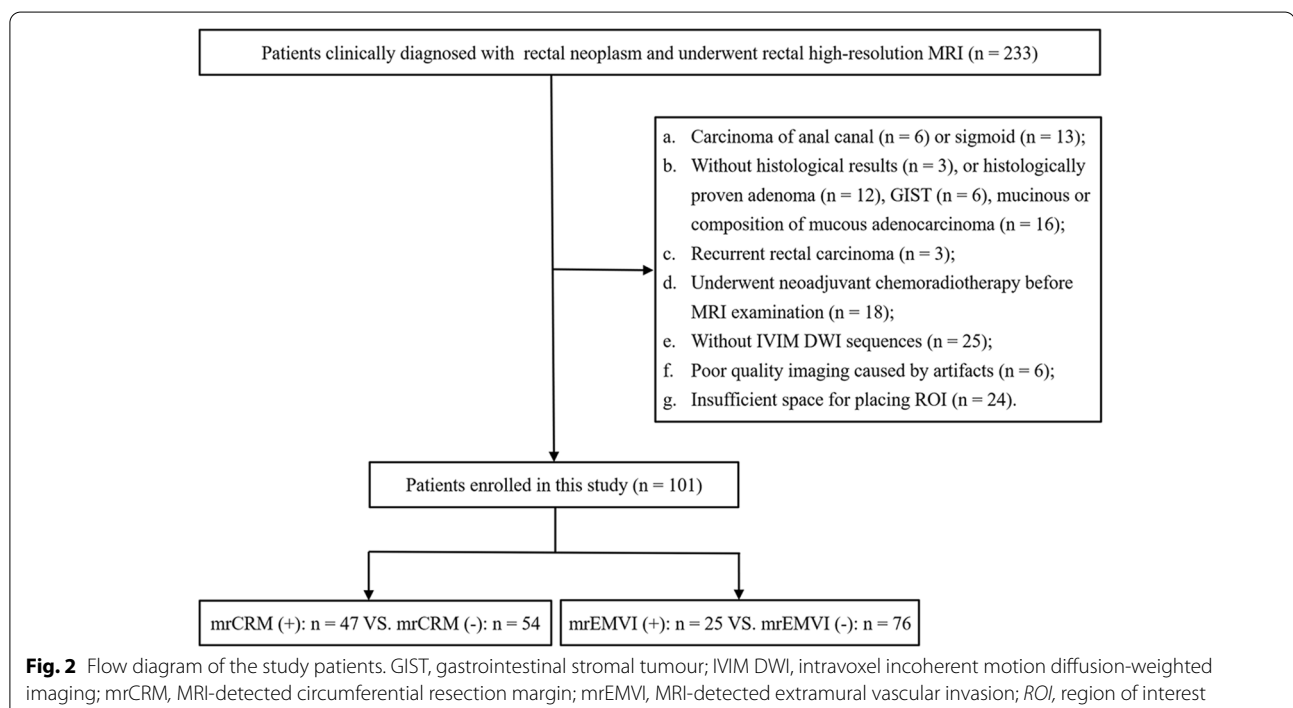 Patients clinically diagnosed with rectal neoplasm and underwent rectal high-resolution MRI (n = 233)
a. Carcinoma of anal canal (n = 6) or sigmoid (n = 13);
b. Without histological results (n = 3), or histologically
proven adenoma (n = 12), GIST (n = 6), mucinous or
composition of mucous adenocarcinoma (n = 16);
c. Recurrent rectal carcinoma (n = 3);
d. Underwent neoadjuvant chemoradiotherapy before
MRI examination (n = 18);
e. Without IVIM DWI sequences (n = 25);
f. Poor quality imaging caused by artifacts (n = 6);
g. Insufficient space for placing ROI (n = 24).
Patients enrolled in this study (n = 101)
mrCRM (+): n = 47 VS. mrCRM (-): n = 54
mrEMVI (+): n = 25 VS. mrEMVI (-): n = 76
Fig. 2 Flow diagram of the study patients. GIST, gastrointestinal stromal tumour; IVIM DWI, intravoxel incoherent motion diffusion-weighted
imaging; mrCRM, MRI-detected circumferential resection margin; mrEMVI, MRI-detected extramural vascular invasion; ROI, region of interest